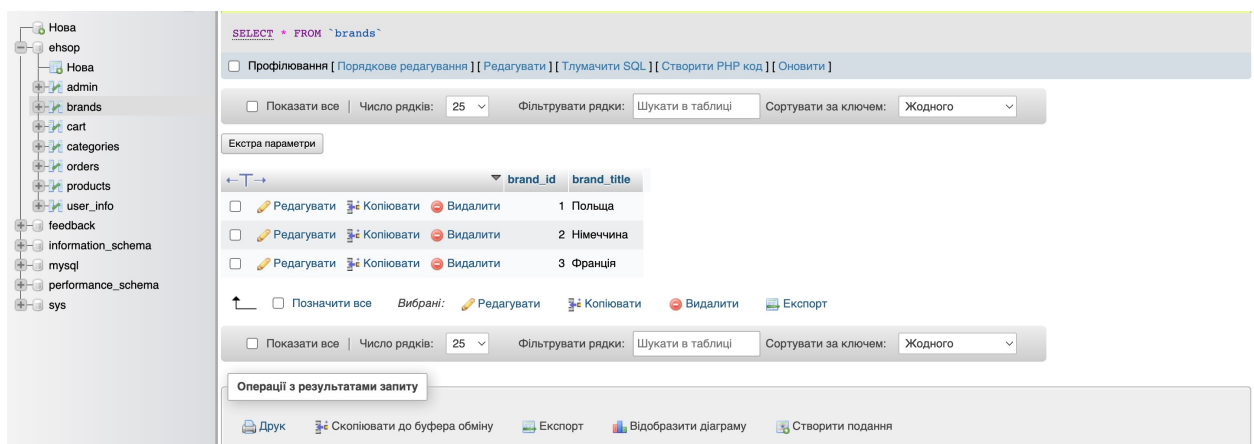 Нова
ehsop
Нова
admin
brands
cart
categories
orders
products
user_info
feedback
information_schema
mysql
performance_schema
sys
SELECT * FROM `brands`
Профілювання [ Порядкове редагування ] [ Редагувати ] [ Тлумачити SQL ] [ Створити PHP код ] [ Оновити ]
Показати все | Число рядків: 25 Фільтрувати рядки: Шукати в таблиці Сортувати за ключем: Жодного
Екстра параметри
←T→ brand_id brand_title
Редагувати Копіювати Видалити 1 Польща
Редагувати Копіювати Видалити 2 Німеччина
Редагувати Копіювати Видалити 3 Франція
Позначити все Вибрані: Редагувати Копіювати Видалити Експорт
Показати все | Число рядків: 25 Фільтрувати рядки: Шукати в таблиці Сортувати за ключем: Жодного
Операції з результатами запиту
Друк Скопіювати до буфера обміну Експорт Відобразити діаграму Створити подання